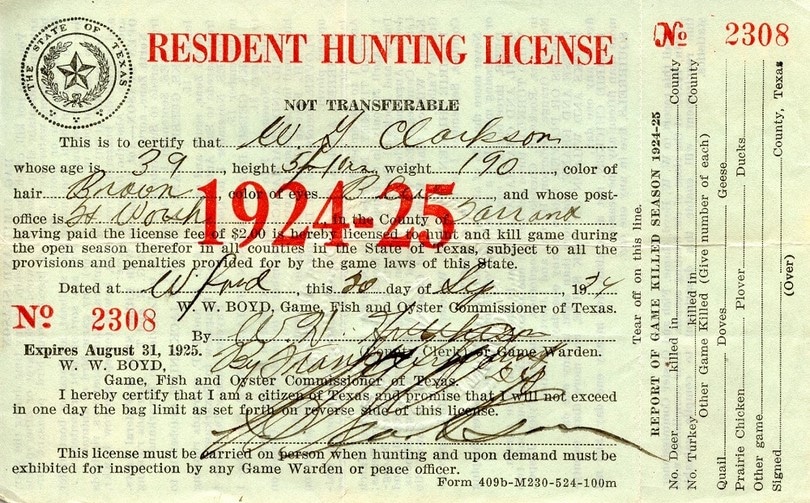 THE STATE OF TEXAS
RESIDENT HUNTING LICENSE
NOT TRANSFERABLE
This is to certify that W Clarkson
whose age is 39, height, weight 190, color of
hair Brown, color of eyes, and whose post-
office is Ft Worth in the County of Tarrant
1924-25
having paid the license fee of $2.00 is hereby licensed to hunt and kill game during
the open season therefor in all counties in the State of Texas, subject to all the
provisions and penalties provided for by the game laws of this State.
Dated at, this 20 day of, 1924
W. W. BOYD, Game, Fish and Oyster Commissioner of Texas.
No 2308
By
(County Clerk) or Game Warden.
Expires August 31, 1925.
W. W. BOYD,
Game, Fish and Oyster Commissioner of Texas.
I hereby certify that I am a citizen of Texas and promise that I will not exceed
in one day the bag limit as set forth on reverse side of this license.
Clarkson
This license must be carried on person when hunting and upon demand must be
exhibited for inspection by any Game Warden or peace officer.
Form 409b-M230-524-100m
No 2308
Tear off on this line.
REPORT OF GAME KILLED SEASON 1924-25
No. Deer killed in County
No. Turkey killed in County
Other Game Killed (Give number of each)
Quail Doves Geese
Prairie Chicken Plover Ducks
Other game
Signed County, Texas
(Over)